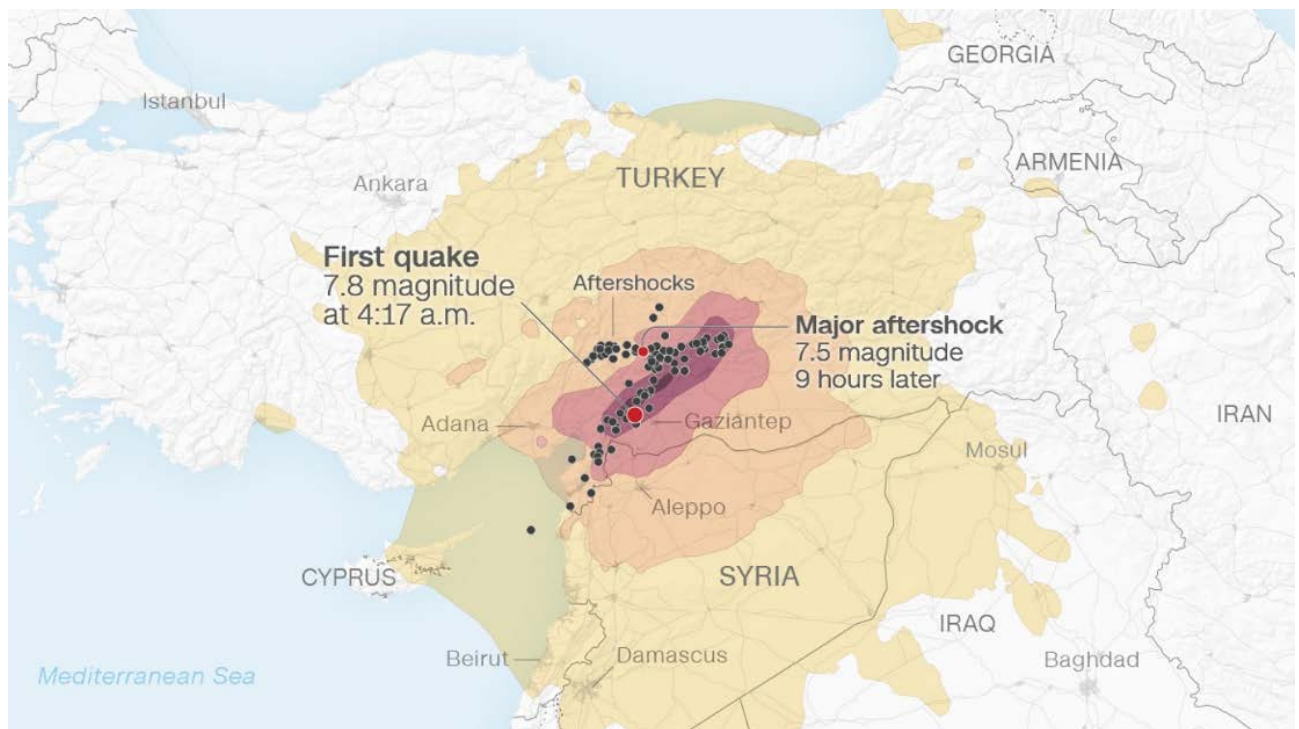 GEORGIA
Istanbul
ARMENIA
TURKEY
Ankara
First quake
7.8 magnitude
at 4:17 a.m.
Aftershocks
Major aftershock
7.5 magnitude
9 hours later
IRAN
Adana
Gaziantep
Mosul
Aleppo
CYPRUS
SYRIA
IRAQ
Beirut
Damascus
Baghdad
Mediterranean Sea